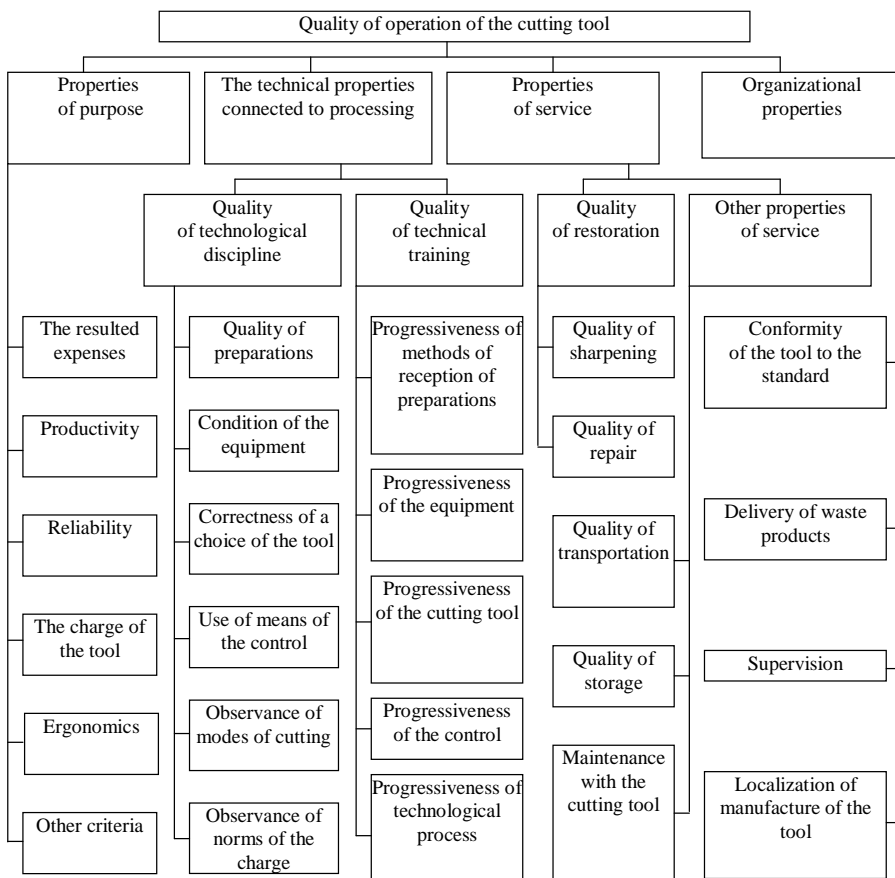 Quality of operation of the cutting tool
Properties
of purpose
The technical properties
connected to processing
Properties
of service
Organizational
properties
Quality
of technological
discipline
Quality
of technical
training
Quality
of restoration
Other properties
of service
The resulted
expenses
Productivity
Reliability
The charge of
the tool
Ergonomics
Other criteria
Quality of
preparations
Condition of the
equipment
Correctness of a
choice of the tool
Use of means of
the control
Observance of
modes of cutting
Observance of
norms of the
charge
Progressiveness of
methods of
reception of
preparations
Progressiveness
of the equipment
Progressiveness
of the cutting tool
Progressiveness
of the control
Progressiveness of
technological
process
Quality of
sharpening
Quality of
repair
Quality of
transportation
Quality of
storage
Maintenance
with the
cutting tool
Conformity
of the tool to the
standard
Delivery of waste
products
Supervision
Localization of
manufacture of the
tool